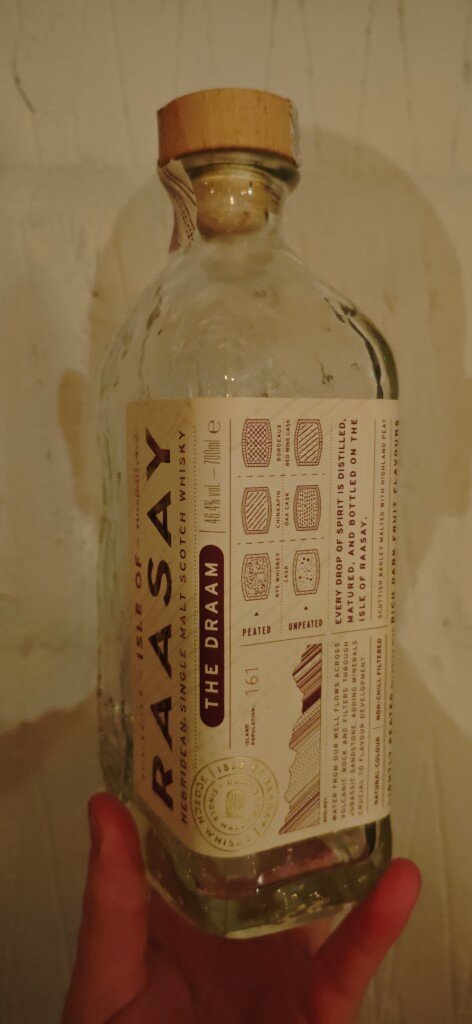 ISLE OF
RAASAY
HEBRIDEAN SINGLE MALT SCOTCH WHISKY
THE DRAAM
46.4% vol. – 700ml e
PEATED
UNPEATED
RYE WHISKEY
CASK
CHINKAPIN
OAK CASK
BORDEAUX
RED WINE CASK
ISLAND
POPULATION:
161
EVERY DROP OF SPIRIT IS DISTILLED,
MATURED, AND BOTTLED ON THE
ISLE OF RAASAY.
WATER FROM OUR WELL FLOWS ACROSS
VOLCANIC ROCK AND FILTERS THROUGH
JURASSIC SANDSTONE, ADDING MINERALS
CRUCIAL TO FLAVOUR DEVELOPMENT.
NATURAL COLOUR
NON-CHILL FILTERED
SCOTTISH BARLEY MALTED WITH HIGHLAND PEAT
LIGHTLY PEATED
RICH DARK FRUIT FLAVOURS